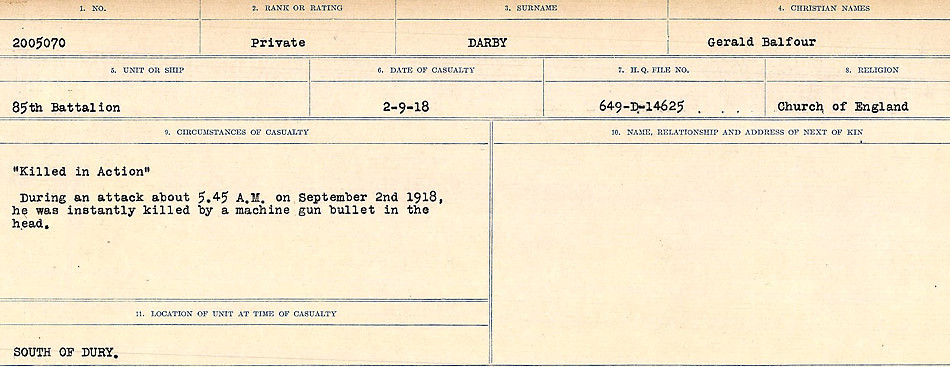 1. NO. 2. RANK OR RATING 3. SURNAME 4. CHRISTIAN NAMES
2005070 Private DARBY Gerald Balfour
5. UNIT OR SHIP 6. DATE OF CASUALTY 7. H.Q. FILE NO. 8. RELIGION
85th Battalion 2-9-18 649-D-14625 . . . . Church of England
9. CIRCUMSTANCES OF CASUALTY 10. NAME, RELATIONSHIP AND ADDRESS OF NEXT OF KIN
"Killed in Action"
During an attack about 5.45 A.M. on September 2nd 1918,
he was instantly killed by a machine gun bullet in the
head.
11. LOCATION OF UNIT AT TIME OF CASUALTY
SOUTH OF DURY.